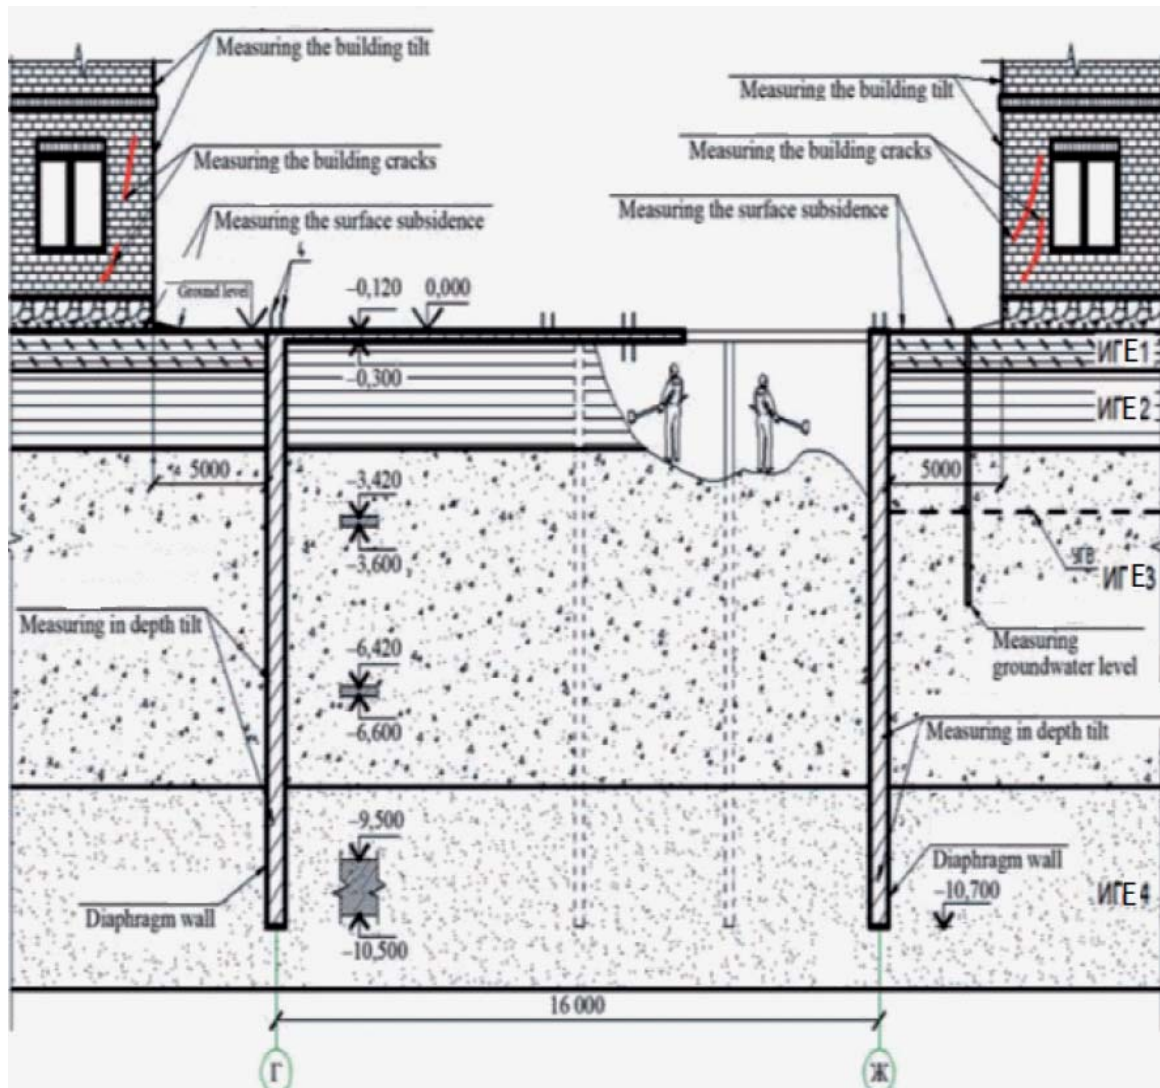 Measuring the building tilt
Measuring the building tilt
Measuring the building cracks
Measuring the building cracks
Measuring the surface subsidence
Measuring the surface subsidence
4
Ground level
–0,120
0,000
–0,300
ИГЕ1
ИГЕ2
5000
5000
–3,420
–3,600
УГВ
ИГЕ3
Measuring in depth tilt
–6,420
–6,600
Measuring
groundwater level
Measuring in depth tilt
–9,500
–10,500
Diaphragm wall
Diaphragm wall
–10,700
ИГЕ4
16 000
Г
Ж